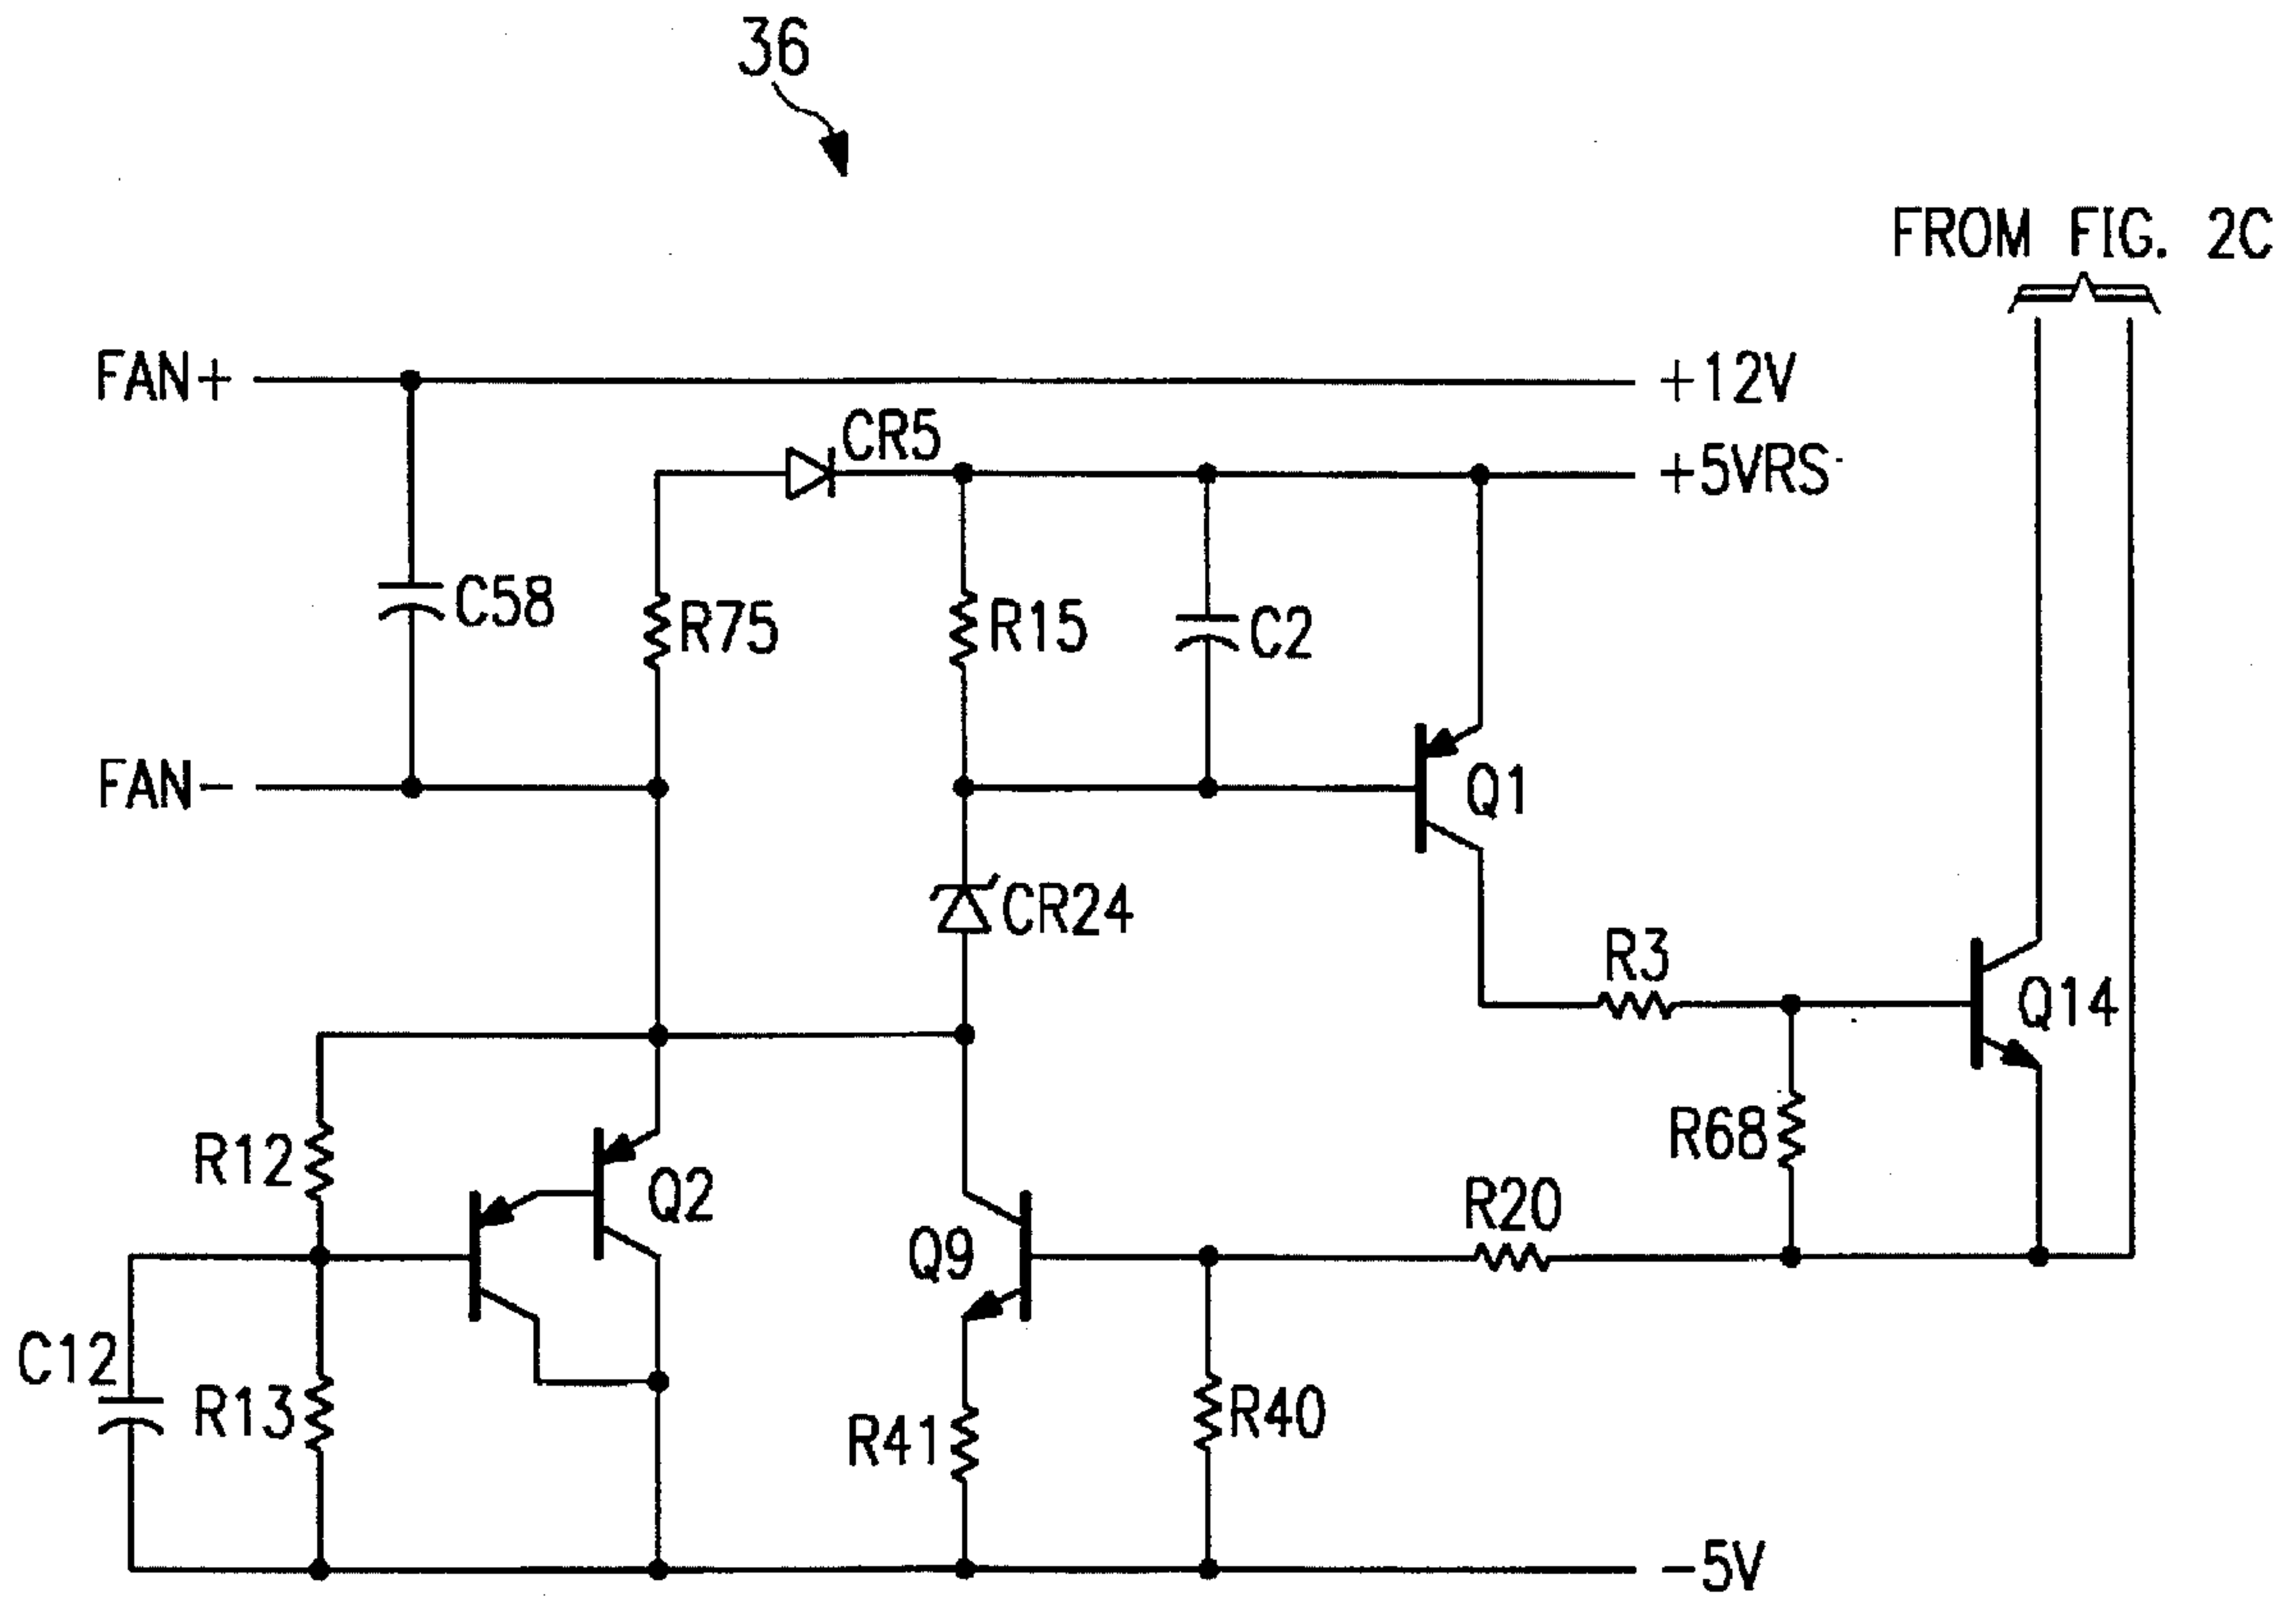 36
FROM FIG. 2C
FAN+
+12V
CR5
+5VRS
C58
R75
R15
C2
FAN-
Q1
CR24
R3
Q14
R12
Q2
R68
R20
Q9
C12
R13
R41
R40
-5V